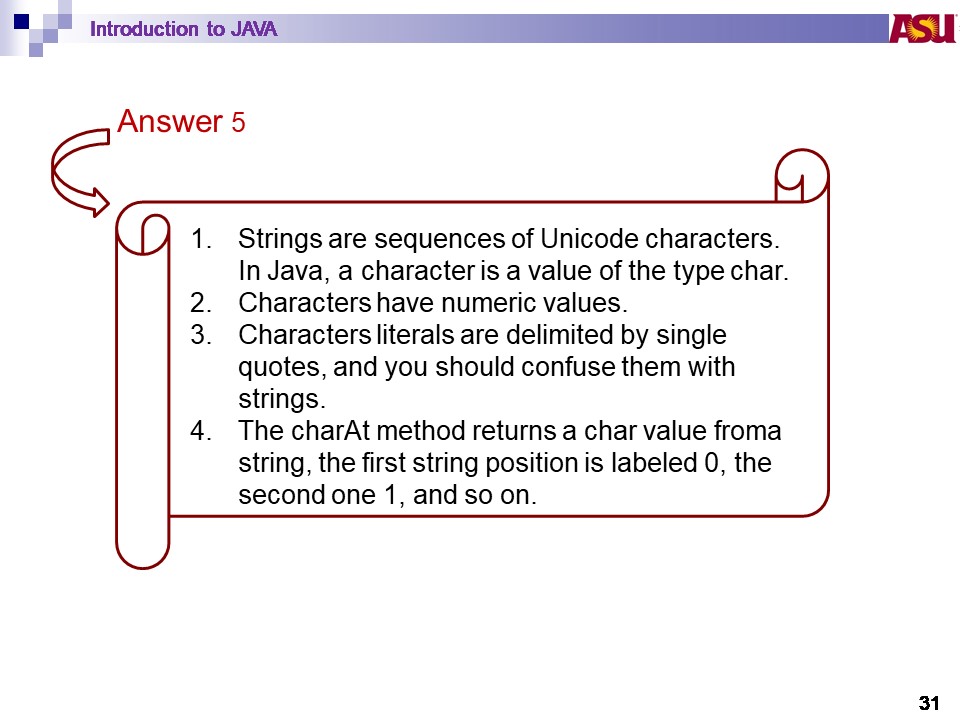 Introduction to JAVA
ASU
Answer 5
1. Strings are sequences of Unicode characters.
In Java, a character is a value of the type char.
2. Characters have numeric values.
3. Characters literals are delimited by single
quotes, and you should confuse them with
strings.
4. The charAt method returns a char value froma
string, the first string position is labeled 0, the
second one 1, and so on.
31